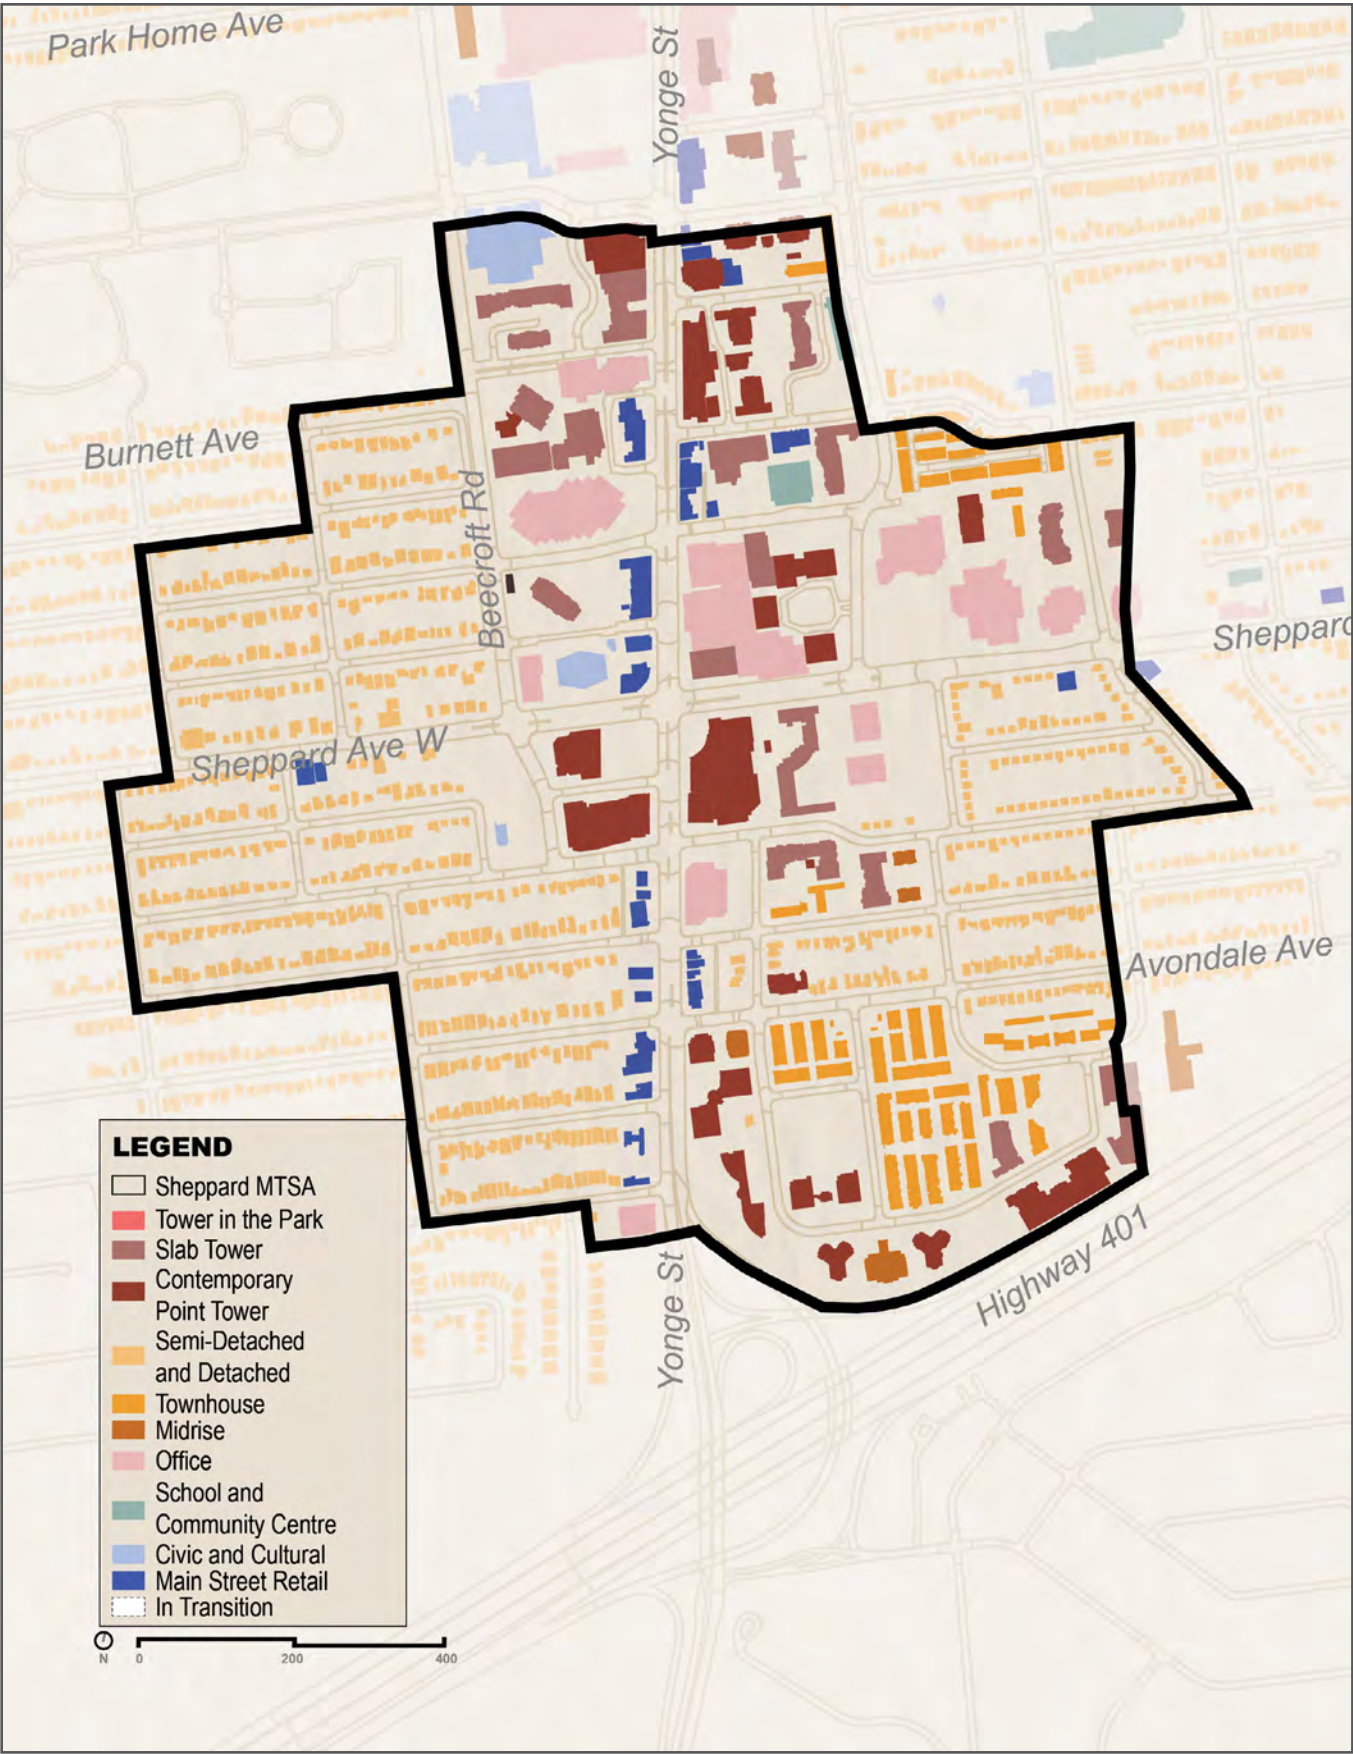 Park Home Ave
Yonge St
Burnett Ave
Beecroft Rd
Sheppard
Sheppard Ave W
Avondale Ave
Highway 401
Yonge St
LEGEND
Sheppard MTSA
Tower in the Park
Slab Tower
Contemporary
Point Tower
Semi-Detached
and Detached
Townhouse
Midrise
Office
School and
Community Centre
Civic and Cultural
Main Street Retail
In Transition
N 0 200 400